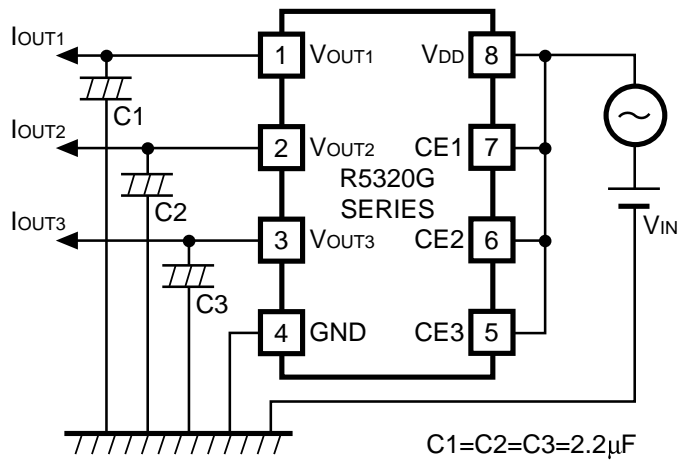 IOUT1
1 VOUT1
VDD 8
C1
IOUT2
2 VOUT2
CE1 7
R5320G
SERIES
C2
IOUT3
3 VOUT3
CE2 6
VIN
C3
4 GND
CE3 5
C1=C2=C3=2.2μF